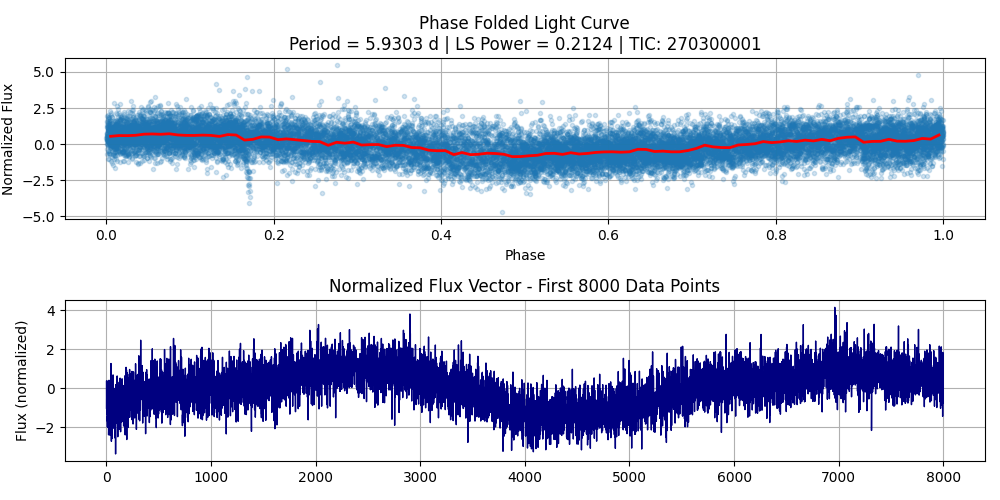 Phase Folded Light Curve
Period = 5.9303 d | LS Power = 0.2124 | TIC: 270300001
Normalized Flux
5.0
2.5
0.0
−2.5
−5.0
0.0 0.2 0.4 0.6 0.8 1.0
Phase
Normalized Flux Vector - First 8000 Data Points
Flux (normalized)
4
2
0
−2
0 1000 2000 3000 4000 5000 6000 7000 8000